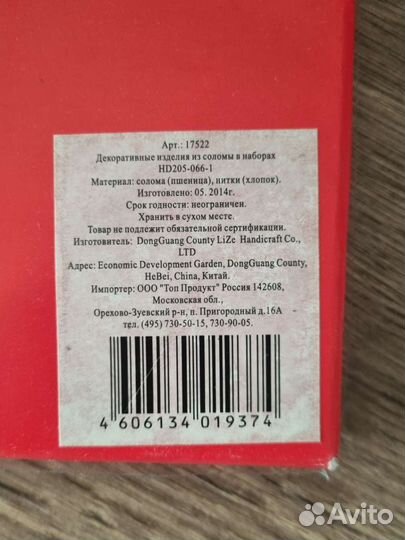 Арт.: 17522
Декоративные изделия из соломы в наборах
HD205-066-1
Материал: солома (пшеница), нитки (хлопок).
Изготовлено: 05. 2014г.
Срок годности: неограничен.
Хранить в сухом месте.
Товар не подлежит обязательной сертификации.
Изготовитель: DongGuang County LiZe Handicraft Co.,
LTD
Адрес: Economic Development Garden, DongGuang County,
HeBei, China, Китай.
Импортер: ООО "Топ Продукт" Россия 142608,
Московская обл.,
Орехово-Зуевский р-н, п. Пригородный д.16А
тел. (495) 730-50-15, 730-90-05.
4 606134 019374
Avito